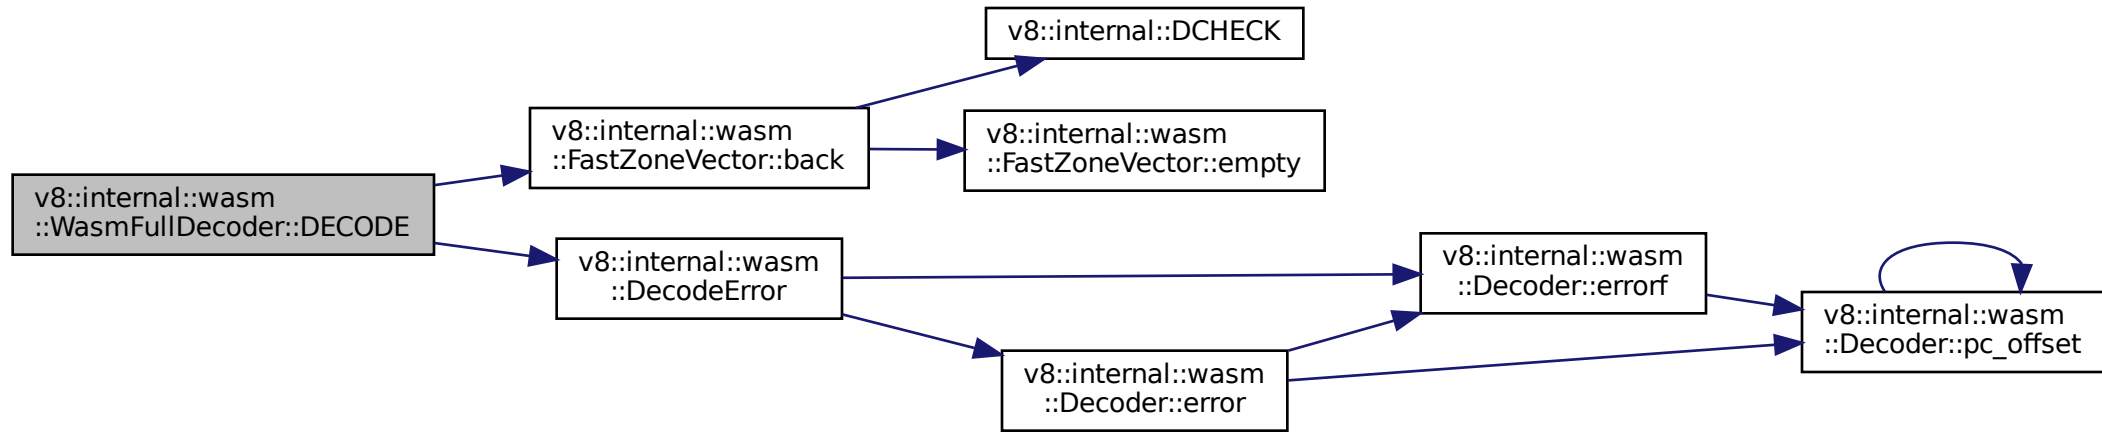 v8::internal::wasm
::WasmFullDecoder::DECODE
v8::internal::wasm
::FastZoneVector::back
v8::internal::DCHECK
v8::internal::wasm
::FastZoneVector::empty
v8::internal::wasm
::DecodeError
v8::internal::wasm
::Decoder::errorf
v8::internal::wasm
::Decoder::error
v8::internal::wasm
::Decoder::pc_offset